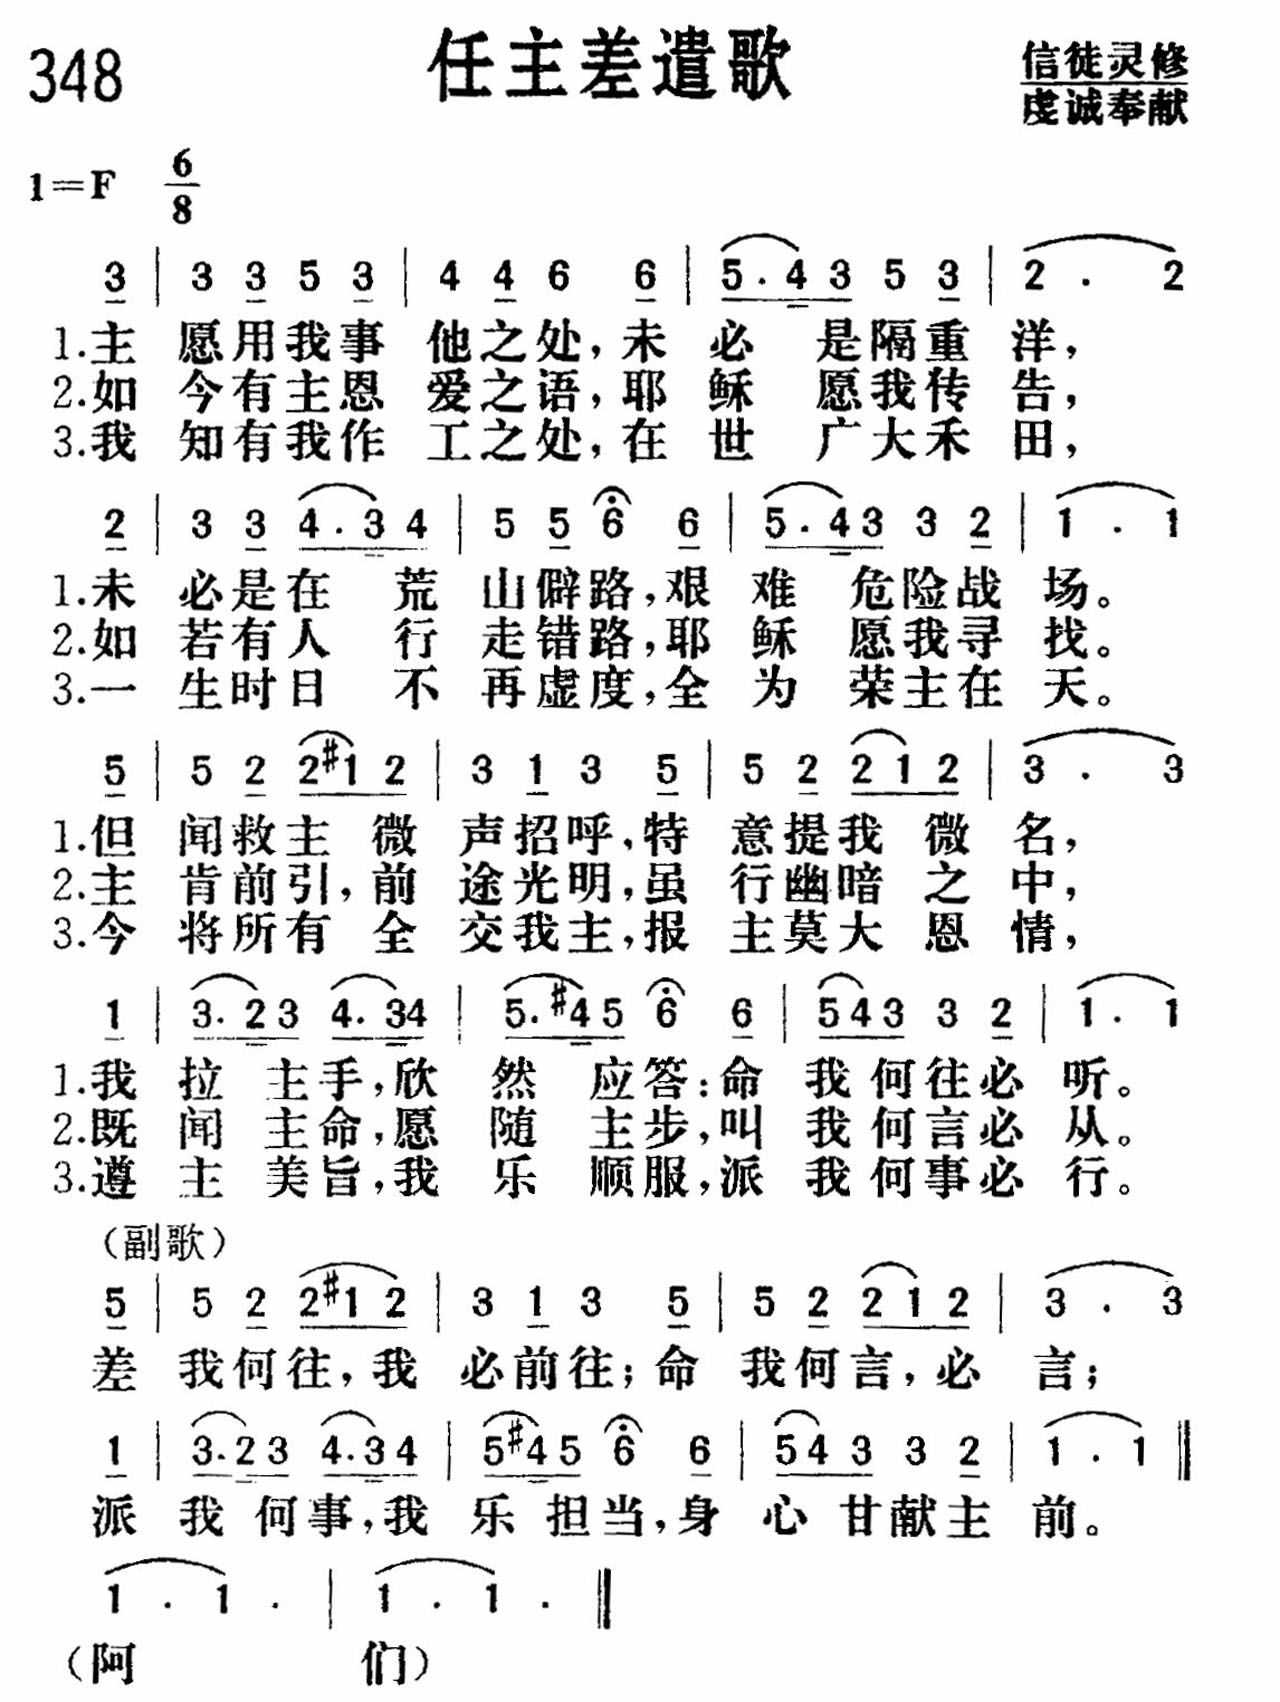 348
任主差遣歌
信徒灵修
虔诚奉献
1=F 6/8
3 | 3 3 5 3 | 4 4 6 6 | 5.4 3 5 3 | 2 . 2
1.主愿用我事他之处,未必是隔重洋,
2.如今有主恩爱之语,耶稣愿我传告,
3.我知有我作工之处,在世广大禾田,
2 | 3 3 4.3 4 | 5 5 6 6 | 5.4 3 3 2 | 1 . 1
1.未必是在荒山僻路,艰难危险战场。
2.如若有人行走错路,耶稣愿我寻找。
3.一生时日不再虚度,全为荣主在天。
5 | 5 2 2#1 2 | 3 1 3 5 | 5 2 2 1 2 | 3 . 3
1.但闻救主微声招呼,特意提我微名,
2.主肯前引,前途光明,虽行幽暗之中,
3.今将所有全交我主,报主莫大恩情,
1 | 3.2 3 4.3 4 | 5.#4 5 6 6 | 5 4 3 3 2 | 1 . 1
1.我拉主手,欣然应答:命我何往必听。
2.既闻主命,愿随主步,叫我何言必从。
3.遵主美旨,我乐顺服,派我何事必行。
(副歌)
5 | 5 2 2#1 2 | 3 1 3 5 | 5 2 2 1 2 | 3 . 3
差我何往,我必前往;命我何言,必言;
1 | 3.2 3 4.3 4 | 5#4 5 6 6 | 5 4 3 3 2 | 1 . 1 ‖
派我何事,我乐担当,身心甘献主前。
1 . 1 . | 1 . 1 . ‖
(阿们)